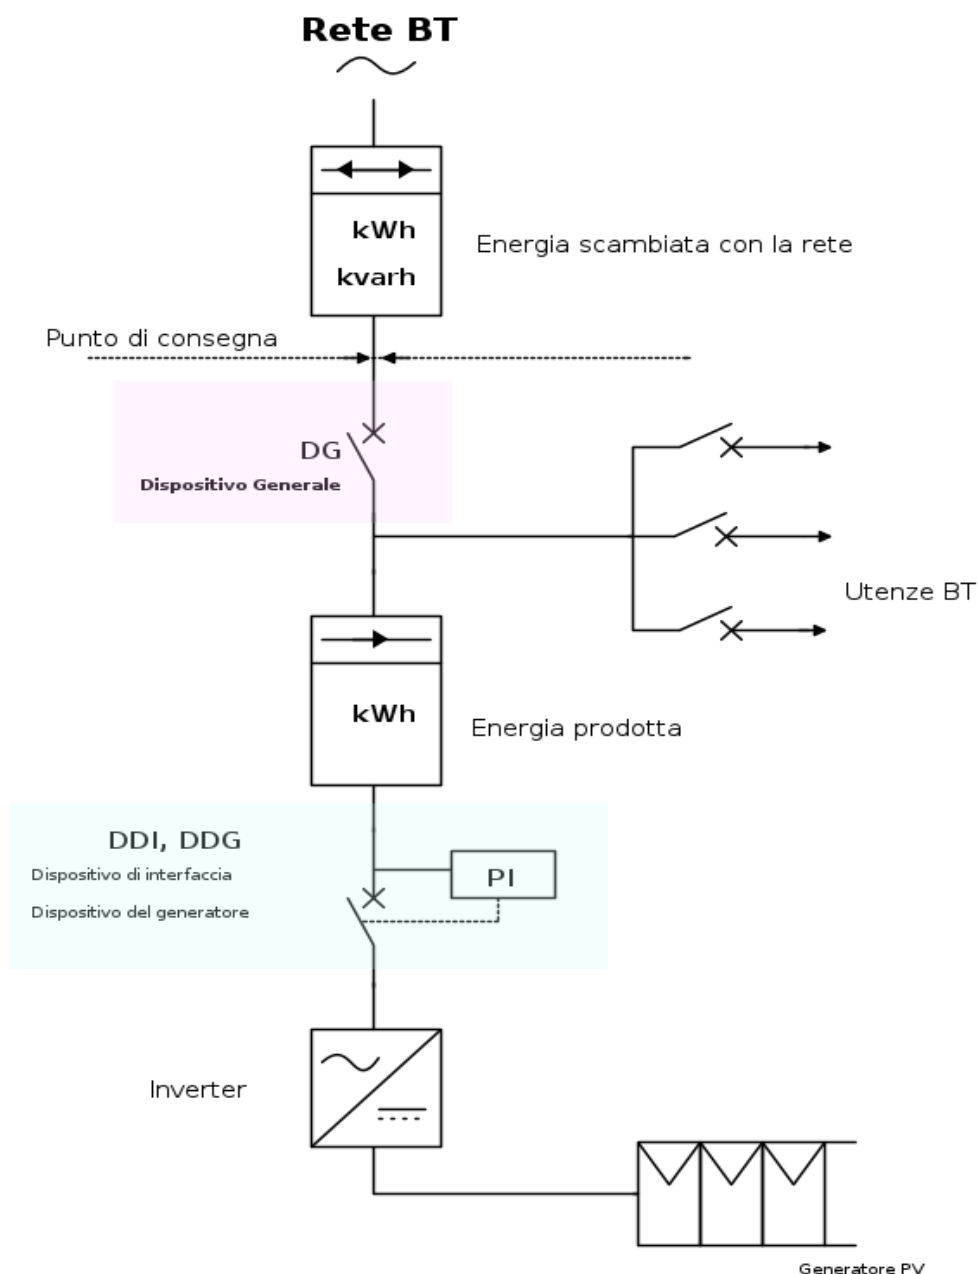 Rete BT
kWh
kvarh
Energia scambiata con la rete
Punto di consegna
DG
Dispositivo Generale
Utenze BT
kWh
Energia prodotta
DDI, DDG
Dispositivo di interfaccia
Dispositivo del generatore
PI
Inverter
Generatore PV